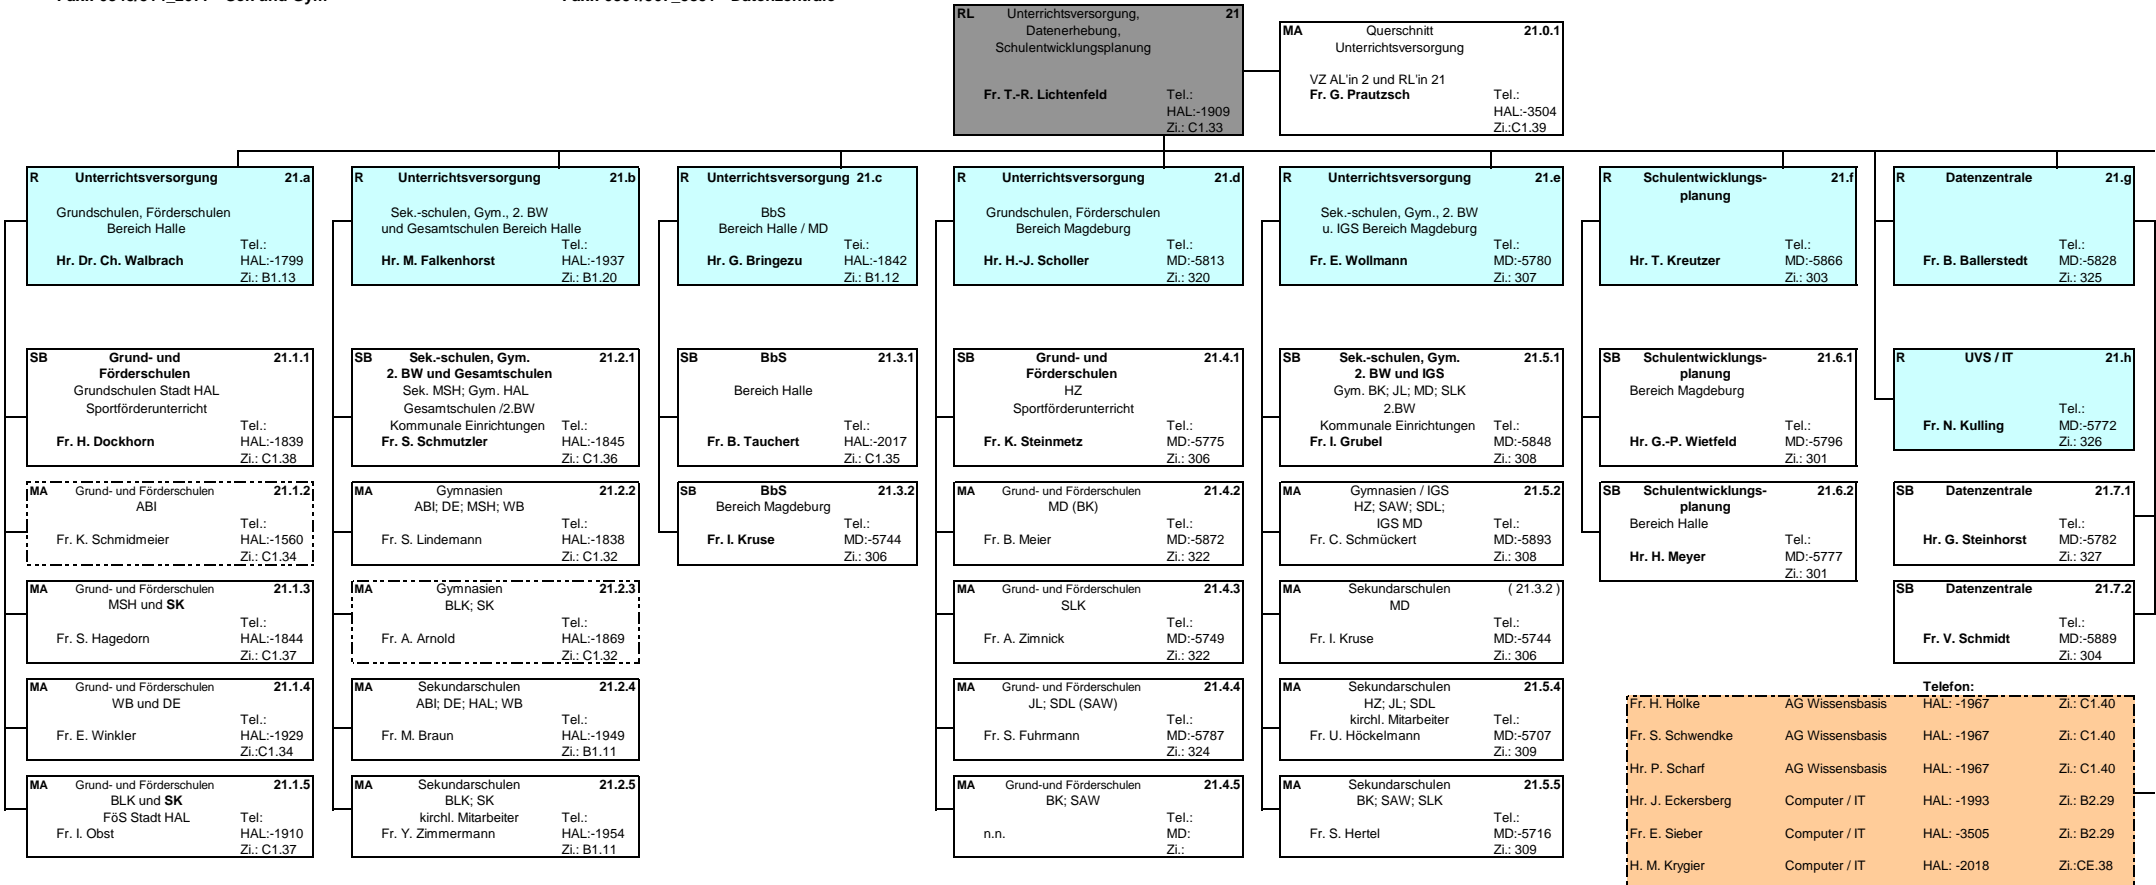 RL Unterrichtsversorgung, 21
Datenerhebung,
Schulentwicklungsplanung
Fr. T.-R. Lichtenfeld Tel.:
HAL:-1909
Zi.: C1.33
MA Querschnitt 21.0.1
Unterrichtsversorgung
VZ AL'in 2 und RL'in 21
Fr. G. Prautzsch Tel.:
HAL:-3504
Zi.:C1.39
R Unterrichtsversorgung 21.a
Grundschulen, Förderschulen
Bereich Halle
Tel.:
Hr. Dr. Ch. Walbrach HAL:-1799
Zi.: B1.13
R Unterrichtsversorgung 21.b
Sek.-schulen, Gym., 2. BW
und Gesamtschulen Bereich Halle
Tel.:
Hr. M. Falkenhorst HAL:-1937
Zi.: B1.20
R Unterrichtsversorgung 21.c
BbS
Bereich Halle / MD
Tei.:
Hr. G. Bringezu HAL:-1842
Zi.: B1.12
R Unterrichtsversorgung 21.d
Grundschulen, Förderschulen
Bereich Magdeburg
Tel.:
Hr. H.-J. Scholler MD:-5813
Zi.: 320
R Unterrichtsversorgung 21.e
Sek.-schulen, Gym., 2. BW
u. IGS Bereich Magdeburg
Tel.:
Fr. E. Wollmann MD:-5780
Zi.: 307
R Schulentwicklungs- 21.f
planung
Tel.:
Hr. T. Kreutzer MD:-5866
Zi.: 303
R Datenzentrale 21.g
Tel.:
Fr. B. Ballerstedt MD:-5828
Zi.: 325
SB Grund- und 21.1.1
Förderschulen
Grundschulen Stadt HAL
Sportförderunterricht
Tel.:
Fr. H. Dockhorn HAL:-1839
Zi.: C1.38
SB Sek.-schulen, Gym. 21.2.1
2. BW und Gesamtschulen
Sek. MSH; Gym. HAL
Gesamtschulen /2.BW
Kommunale Einrichtungen Tel.:
Fr. S. Schmutzler HAL:-1845
Zi.: C1.36
SB BbS 21.3.1
Bereich Halle
Tel.:
Fr. B. Tauchert HAL:-2017
Zi.: C1.35
SB Grund- und 21.4.1
Förderschulen
HZ
Sportförderunterricht
Tel.:
Fr. K. Steinmetz MD:-5775
Zi.: 306
SB Sek.-schulen, Gym. 21.5.1
2. BW und IGS
Gym. BK; JL; MD; SLK
2.BW
Kommunale Einrichtungen Tel.:
Fr. I. Grubel MD:-5848
Zi.: 308
SB Schulentwicklungs- 21.6.1
planung
Bereich Magdeburg
Tel.:
Hr. G.-P. Wietfeld MD:-5796
Zi.: 301
R UVS / IT 21.h
Tel.:
Fr. N. Kulling MD:-5772
Zi.: 326
MA Grund- und Förderschulen 21.1.2
ABI
Tel.:
Fr. K. Schmidmeier HAL:-1560
Zi.: C1.34
MA Gymnasien 21.2.2
ABI; DE; MSH; WB
Tel.:
Fr. S. Lindemann HAL:-1838
Zi.: C1.32
SB BbS 21.3.2
Bereich Magdeburg
Tel.:
Fr. I. Kruse MD:-5744
Zi.: 306
MA Grund- und Förderschulen 21.4.2
MD (BK)
Tel.:
Fr. B. Meier MD:-5872
Zi.: 322
MA Gymnasien / IGS 21.5.2
HZ; SAW; SDL;
IGS MD Tel.:
Fr. C. Schmückert MD:-5893
Zi.: 308
SB Schulentwicklungs- 21.6.2
planung
Bereich Halle
Tel.:
Hr. H. Meyer MD:-5777
Zi.: 301
SB Datenzentrale 21.7.1
Tel.:
Hr. G. Steinhorst MD:-5782
Zi.: 327
MA Grund- und Förderschulen 21.1.3
MSH und SK
Tel.:
Fr. S. Hagedorn HAL:-1844
Zi.: C1.37
MA Gymnasien 21.2.3
BLK; SK
Tel.:
Fr. A. Arnold HAL:-1869
Zi.: C1.32
MA Grund- und Förderschulen 21.4.3
SLK
Tel.:
Fr. A. Zimnick MD:-5749
Zi.: 322
MA Sekundarschulen ( 21.3.2 )
MD
Tel.:
Fr. I. Kruse MD:-5744
Zi.: 306
SB Datenzentrale 21.7.2
Tel.:
Fr. V. Schmidt MD:-5889
Zi.: 304
MA Grund- und Förderschulen 21.1.4
WB und DE
Tel.:
Fr. E. Winkler HAL:-1929
Zi.:C1.34
MA Sekundarschulen 21.2.4
ABI; DE; HAL; WB
Tel.:
Fr. M. Braun HAL:-1949
Zi.: B1.11
MA Grund- und Förderschulen 21.4.4
JL; SDL (SAW)
Tel.:
Fr. S. Fuhrmann MD:-5787
Zi.: 324
MA Sekundarschulen 21.5.4
HZ; JL; SDL
kirchl. Mitarbeiter Tel.:
Fr. U. Höckelmann MD:-5707
Zi.: 309
MA Grund- und Förderschulen 21.1.5
BLK und SK
FöS Stadt HAL Tel:
Fr. I. Obst HAL:-1910
Zi.: C1.37
MA Sekundarschulen 21.2.5
BLK; SK
kirchl. Mitarbeiter Tel.:
Fr. Y. Zimmermann HAL:-1954
Zi.: B1.11
MA Grund-und Förderschulen 21.4.5
BK; SAW
Tel.:
n.n. MD:
Zi.:
MA Sekundarschulen 21.5.5
BK; SAW; SLK
Tel.:
Fr. S. Hertel MD:-5716
Zi.: 309
Telefon:
Fr. H. Holke AG Wissensbasis HAL: -1967 Zi.: C1.40
Fr. S. Schwendke AG Wissensbasis HAL: -1967 Zi.: C1.40
Hr. P. Scharf AG Wissensbasis HAL: -1967 Zi.: C1.40
Hr. J. Eckersberg Computer / IT HAL: -1993 Zi.: B2.29
Fr. E. Sieber Computer / IT HAL: -3505 Zi.: B2.29
H. M. Krygier Computer / IT HAL: -2018 Zi.:CE.38